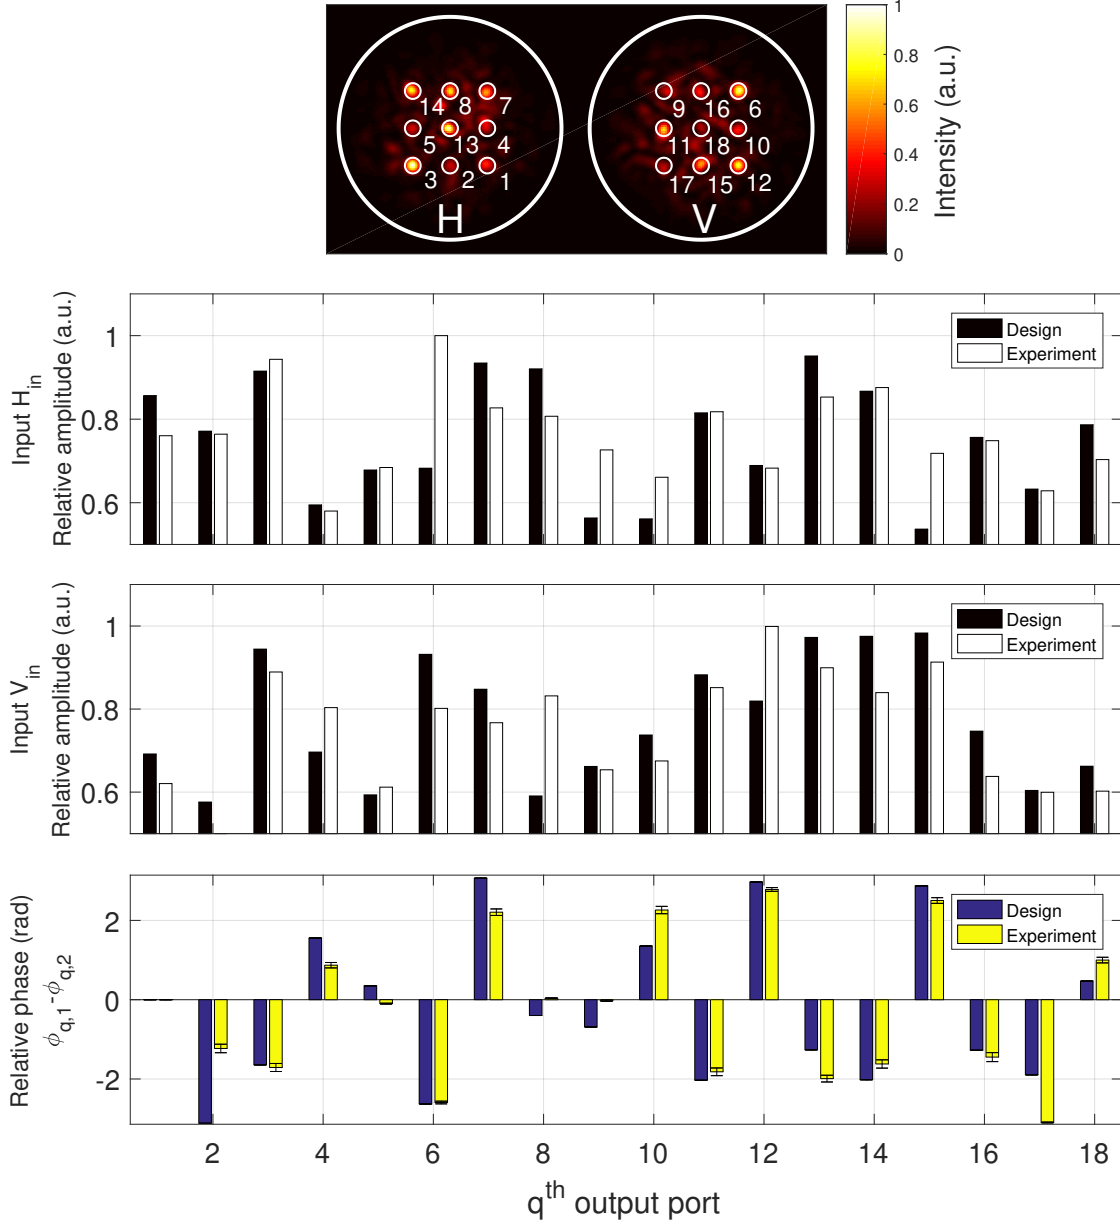 1
0.8
0.6
0.4
0.2
0
Intensity (a.u.)
14 8 7
5 13 4
3 2 1
H
9 16 6
11 18 10
17 15 12
V
Input H_in
Relative amplitude (a.u.)
1
0.8
0.6
Design
Experiment
Input V_in
Relative amplitude (a.u.)
1
0.8
0.6
Design
Experiment
Relative phase (rad)
ϕ_q,1-ϕ_q,2
2
0
-2
Design
Experiment
2 4 6 8 10 12 14 16 18
q^th output port